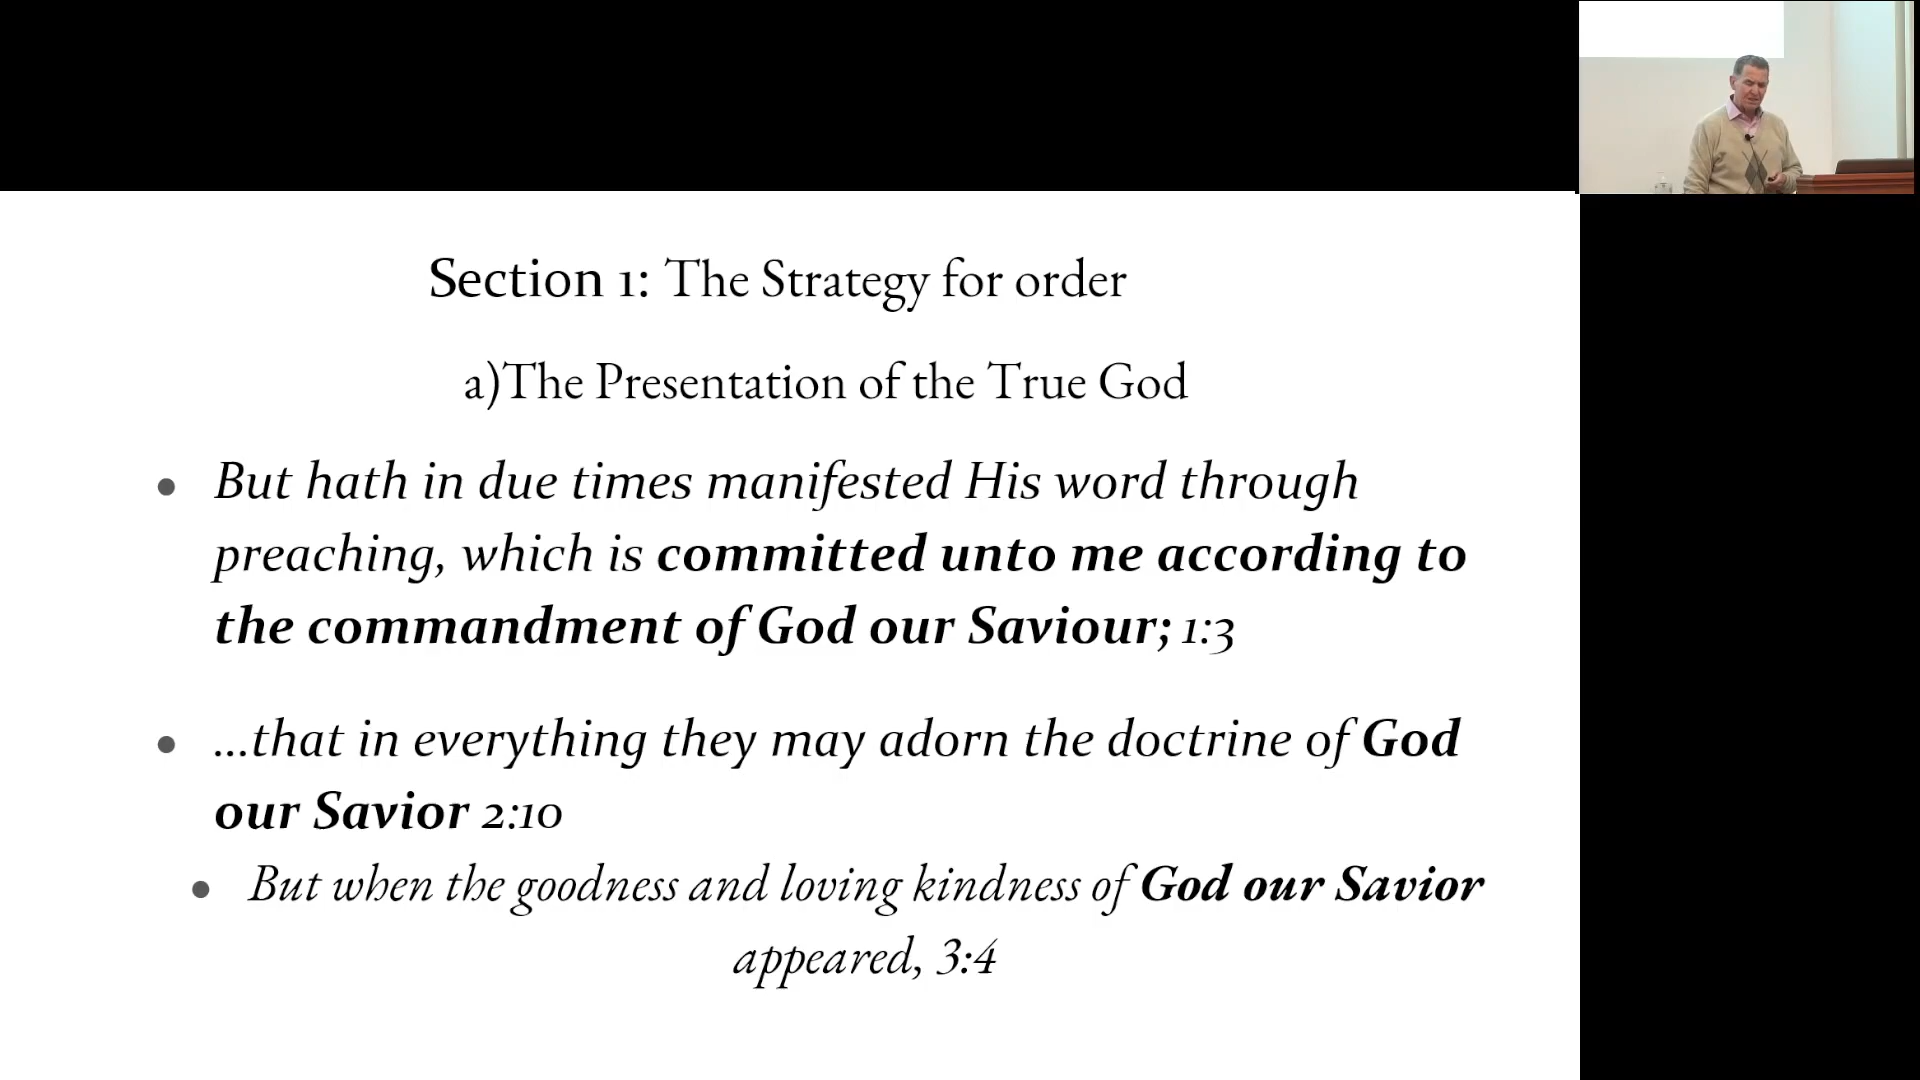 Section 1: The Strategy for order
a)The Presentation of the True God
• But hath in due times manifested His word through
preaching, which is committed unto me according to
the commandment of God our Saviour; 1:3
• ...that in everything they may adorn the doctrine of God
our Savior 2:10
• But when the goodness and loving kindness of God our Savior
appeared, 3:4